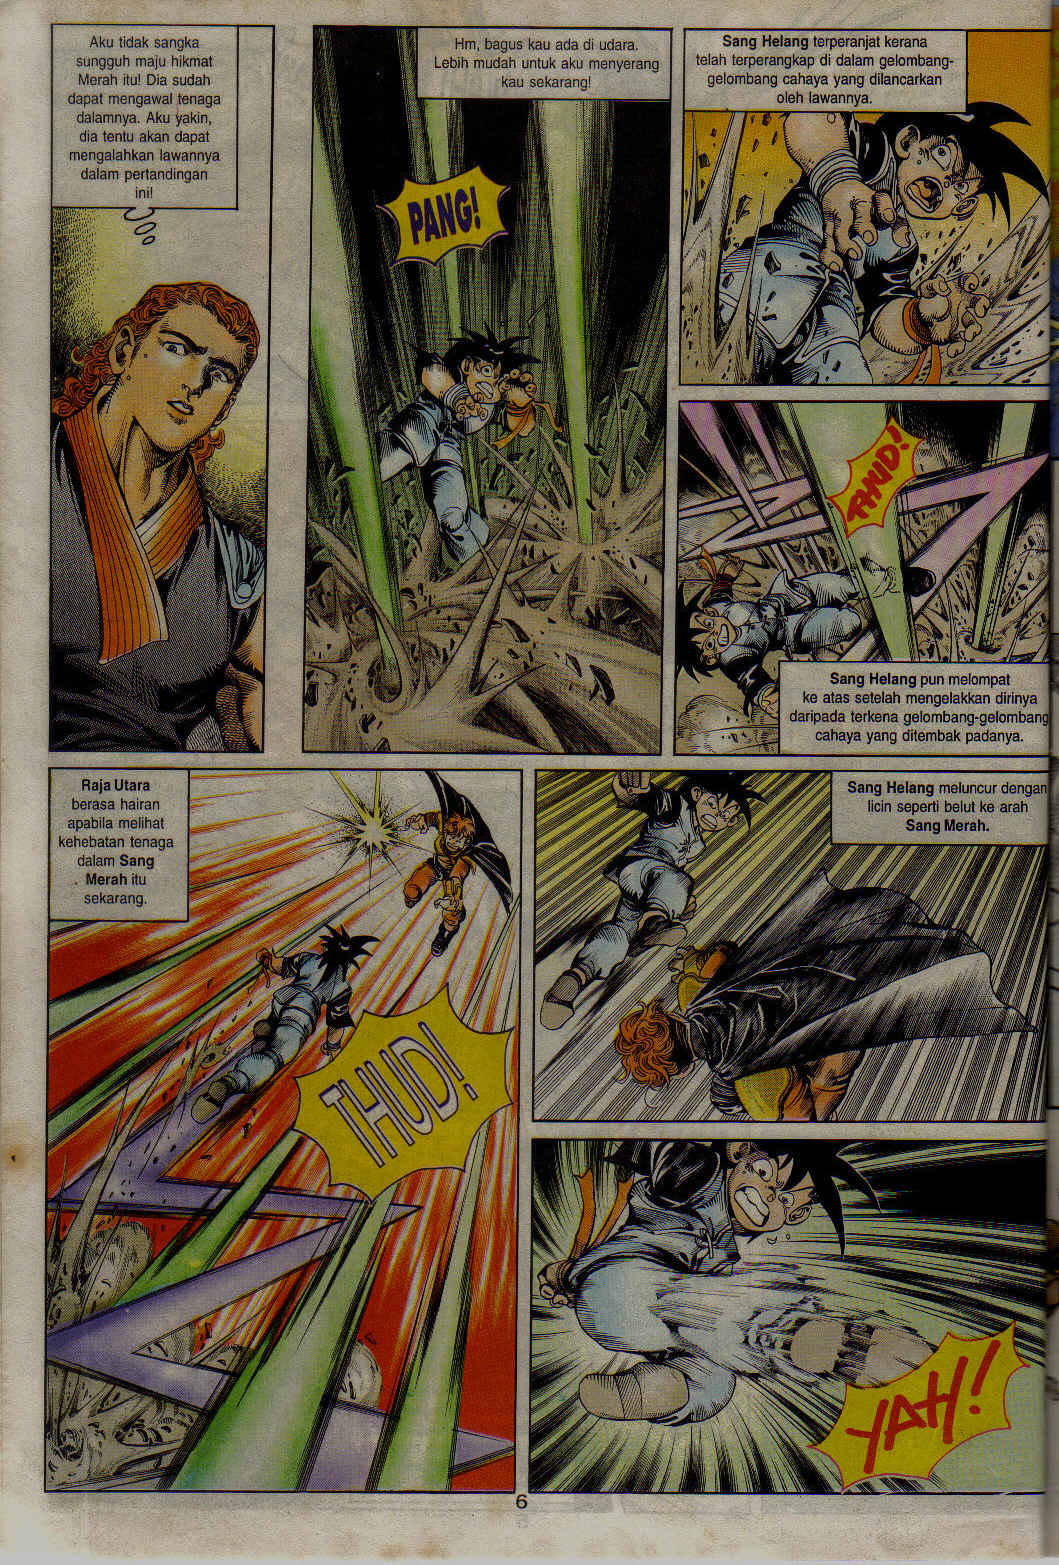 Aku tidak sangka
sungguh maju hikmat
Merah itu! Dia sudah
dapat mengawal tenaga
dalamnya. Aku yakin,
dia tentu akan dapat
mengalahkan lawannya
dalam pertandingan
ini!
Hm, bagus kau ada di udara.
Lebih mudah untuk aku menyerang
kau sekarang!
PANG!
Sang Helang terperanjat kerana
telah terperangkap di dalam gelombang-
gelombang cahaya yang dilancarkan
oleh lawannya.
THUD!
Sang Helang pun melompat
ke atas setelah mengelakkan dirinya
daripada terkena gelombang-gelombang
cahaya yang ditembak padanya.
Raja Utara
berasa hairan
apabila melihat
kehebatan tenaga
dalam Sang
Merah itu
sekarang.
THUD!
Sang Helang meluncur dengan
licin seperti belut ke arah
Sang Merah.
YAH!
6